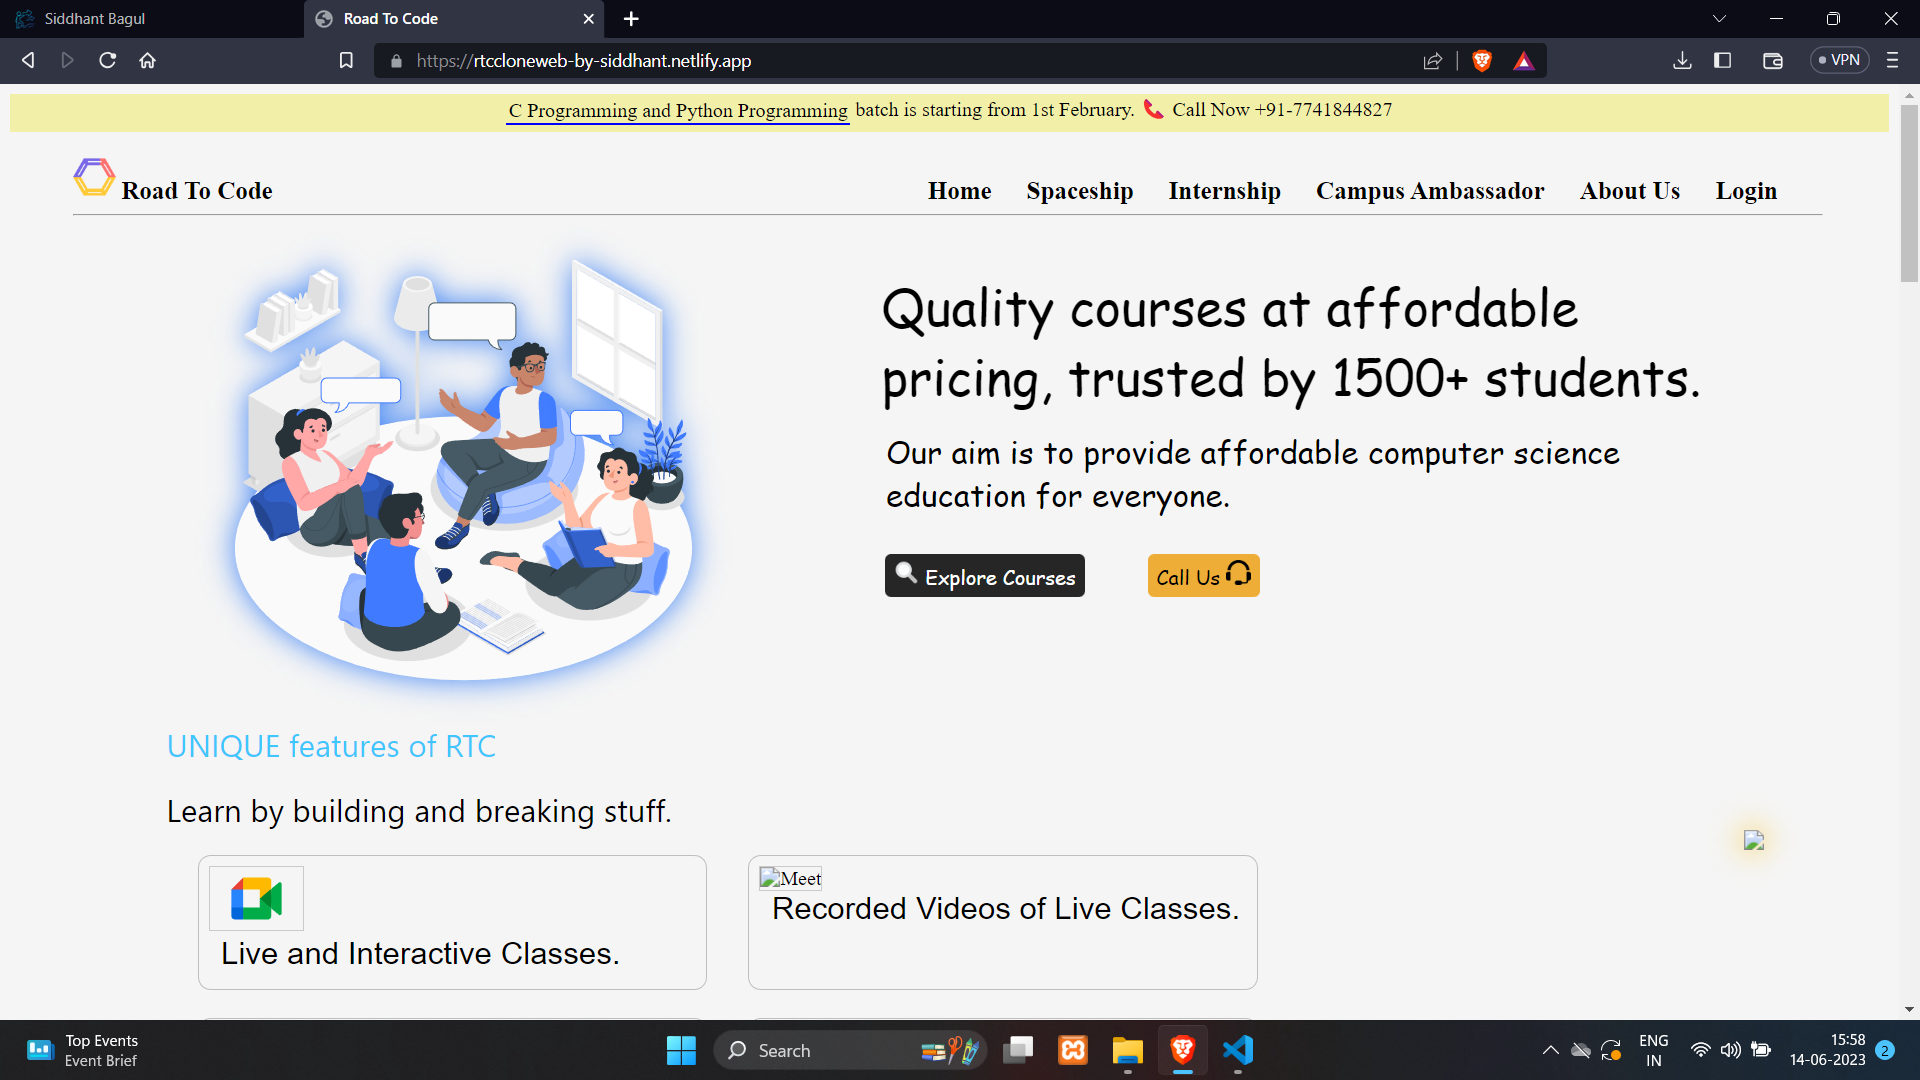 Siddhant Bagul
Road To Code
https://rtccloneweb-by-siddhant.netlify.app
VPN
C Programming and Python Programming batch is starting from 1st February. 📞 Call Now +91-7741844827
Road To Code
Home Spaceship Internship Campus Ambassador About Us Login
Quality courses at affordable
pricing, trusted by 1500+ students.
Our aim is to provide affordable computer science
education for everyone.
Explore Courses
Call Us
UNIQUE features of RTC
Learn by building and breaking stuff.
Live and Interactive Classes.
Meet
Recorded Videos of Live Classes.
Top Events
Event Brief
Search
ENG
IN
15:58
14-06-2023
2